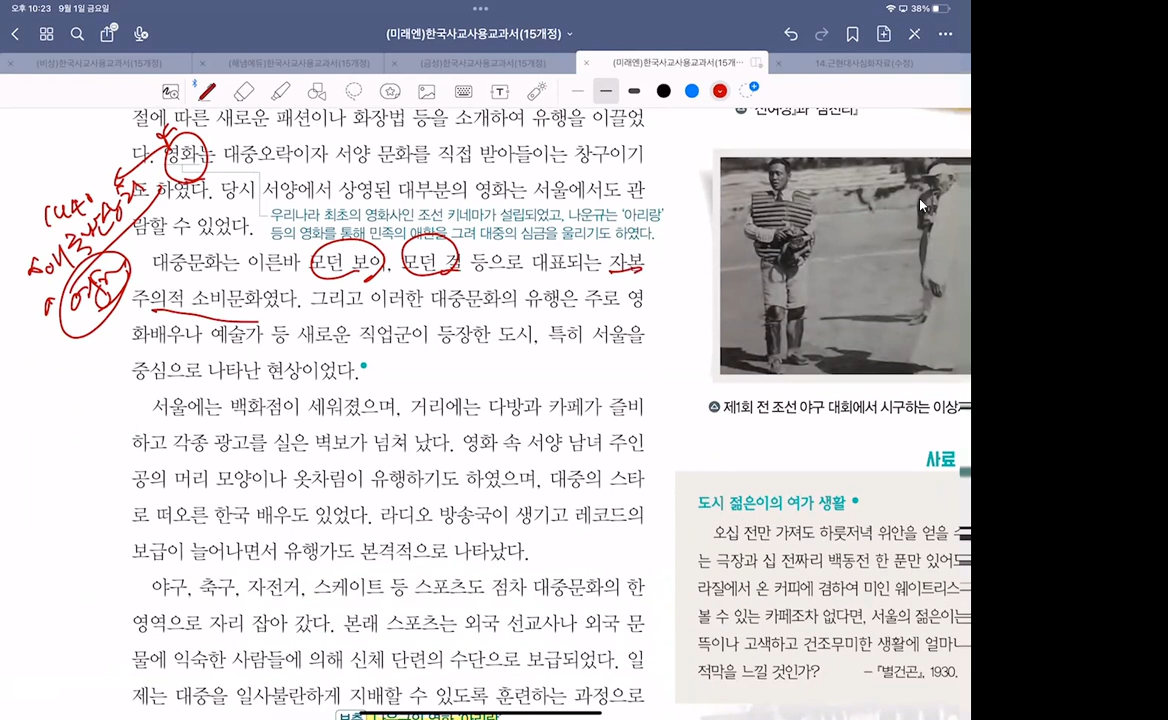 오후 10:23 9월 1일 금요일
38%
(미래엔)한국사교사용교과서(15개정)
(비상)한국사교사용교과서(15개정)
(해냄에듀)한국사교사용교과서(15개정)
(금성)한국사교사용교과서(15개정)
(미래엔)한국사교사용교과서(15개…
14.근현대사심화자료(수정)
절에 따른 새로운 패션이나 화장법 등을 소개하여 유행을 이끌었
다. 영화는 대중오락이자 서양 문화를 직접 받아들이는 창구이기
도 하였다. 당시 서양에서 상영된 대부분의 영화는 서울에서도 관
람할 수 있었다.
우리나라 최초의 영화사인 조선 키네마가 설립되었고, 나운규는 '아리랑'
등의 영화를 통해 민족의 애환을 그려 대중의 심금을 울리기도 하였다.
대중문화는 이른바 모던 보이, 모던 걸 등으로 대표되는 자본
주의적 소비문화였다. 그리고 이러한 대중문화의 유행은 주로 영
화배우나 예술가 등 새로운 직업군이 등장한 도시, 특히 서울을
중심으로 나타난 현상이었다.
서울에는 백화점이 세워졌으며, 거리에는 다방과 카페가 즐비
하고 각종 광고를 실은 벽보가 넘쳐 났다. 영화 속 서양 남녀 주인
공의 머리 모양이나 옷차림이 유행하기도 하였으며, 대중의 스타
로 떠오른 한국 배우도 있었다. 라디오 방송국이 생기고 레코드의
보급이 늘어나면서 유행가도 본격적으로 나타났다.
야구, 축구, 자전거, 스케이트 등 스포츠도 점차 대중문화의 한
영역으로 자리 잡아 갔다. 본래 스포츠는 외국 선교사나 외국 문
물에 익숙한 사람들에 의해 신체 단련의 수단으로 보급되었다. 일
제는 대중을 일사불란하게 지배할 수 있도록 훈련하는 과정으로
제1회 전 조선 야구 대회에서 시구하는 이상
사료
도시 젊은이의 여가 생활
오십 전만 가져도 하룻저녁 위안을 얻을 수
는 극장과 십 전짜리 백동전 한 푼만 있어도
라질에서 온 커피에 겸하여 미인 웨이트리스
볼 수 있는 카페조차 없다면, 서울의 젊은이는
뜩이나 고색하고 건조무미한 생활에 얼마
적막을 느낄 것인가?
- 『별건곤』, 1930.